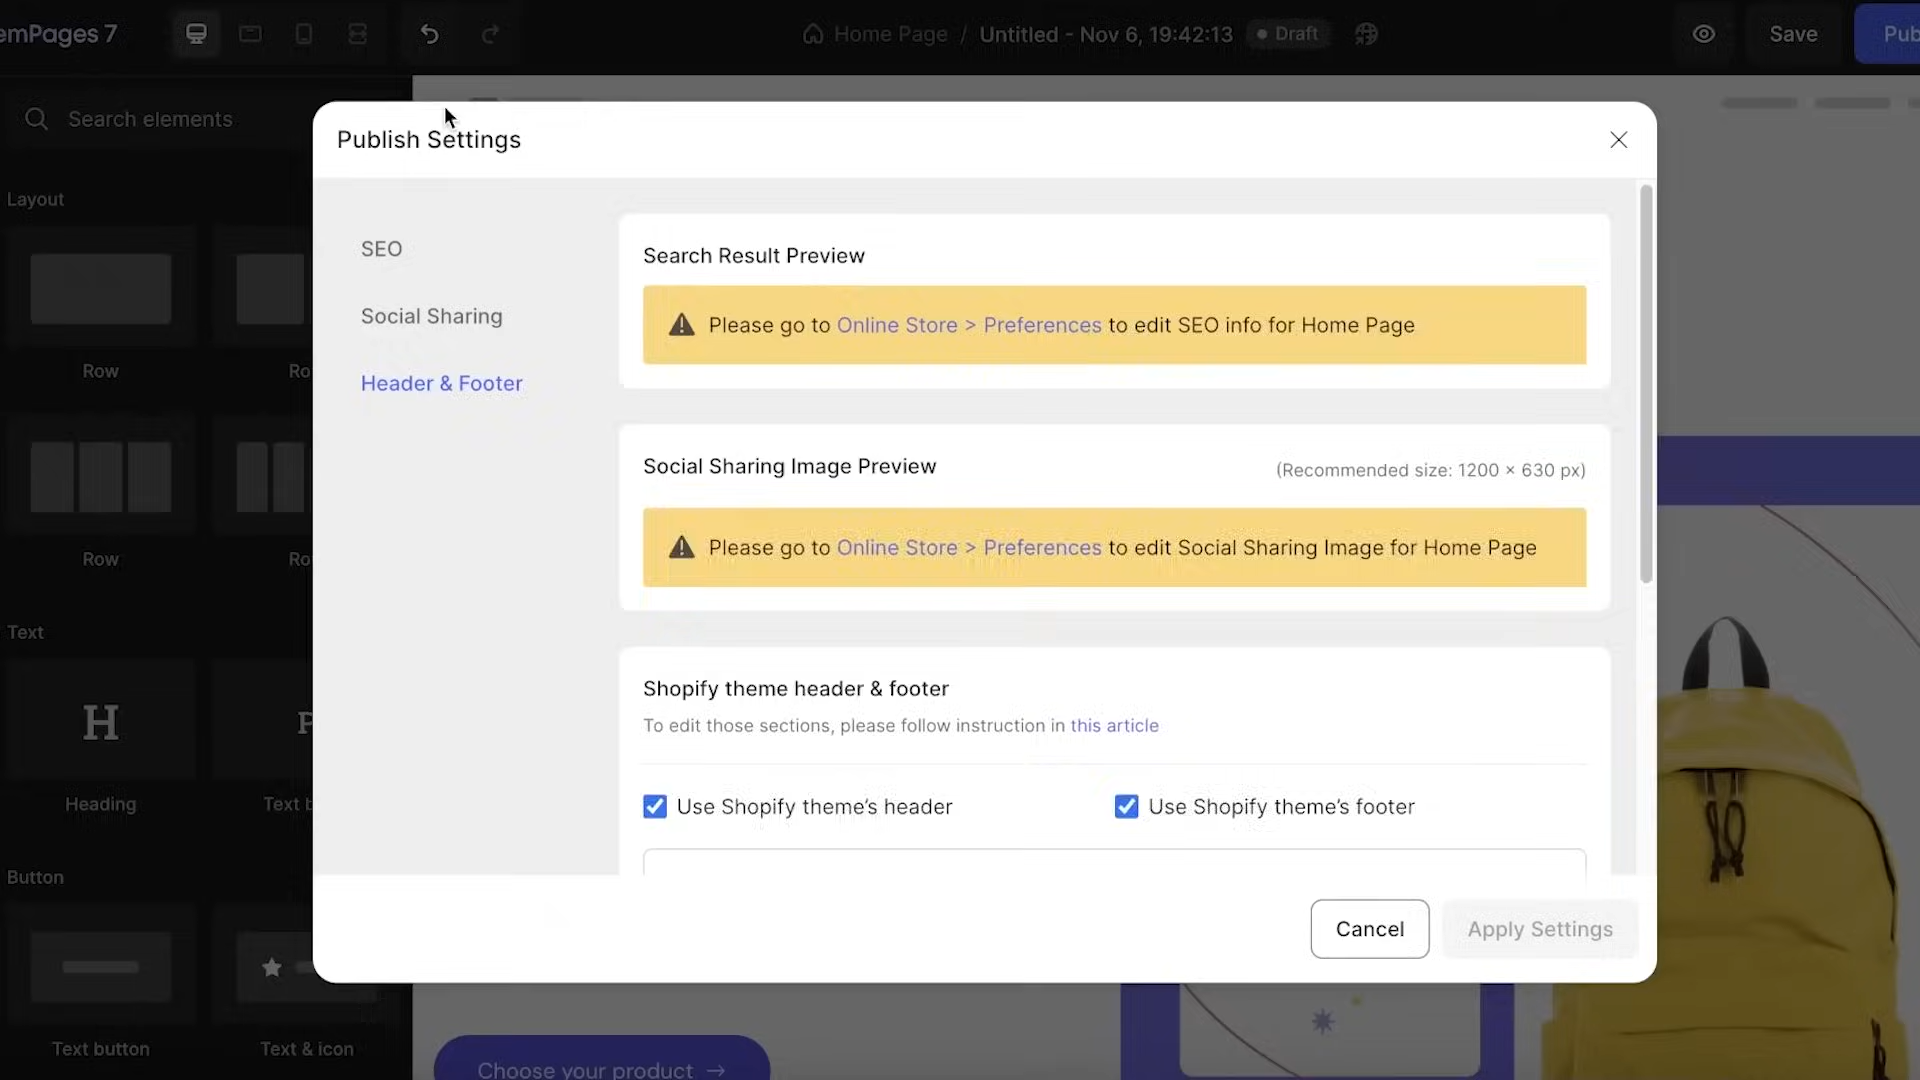 emPages 7
Home Page / Untitled - Nov 6, 19:42:13
Draft
Save
Search elements
Layout
Row
Row
Text
H
Heading
Button
Text button
Text & icon
Publish Settings
SEO
Social Sharing
Header & Footer
Search Result Preview
Please go to Online Store > Preferences to edit SEO info for Home Page
Social Sharing Image Preview
(Recommended size: 1200 × 630 px)
Please go to Online Store > Preferences to edit Social Sharing Image for Home Page
Shopify theme header & footer
To edit those sections, please follow instruction in this article
Use Shopify theme’s header
Use Shopify theme’s footer
Cancel
Apply Settings
Choose your product →